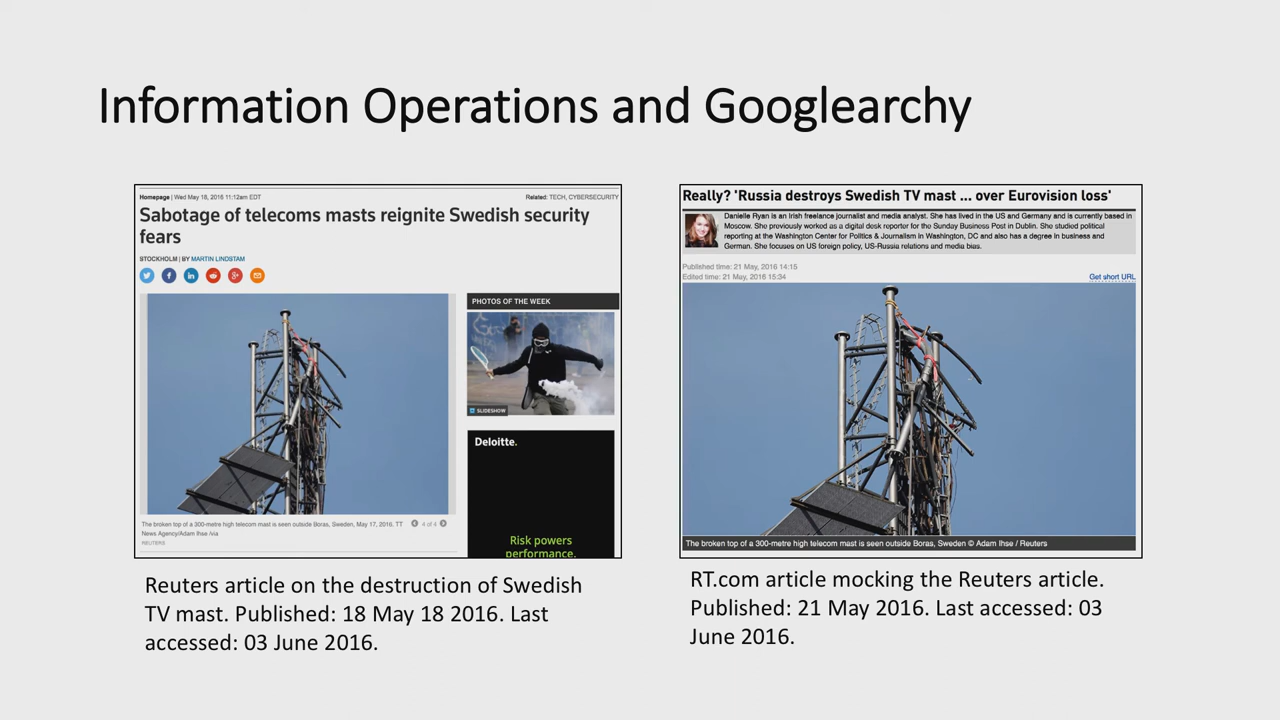 Information Operations and Googlearchy
Homepage | Wed May 18, 2016 11:12am EDT
Related: TECH, CYBERSECURITY
Sabotage of telecoms masts reignite Swedish security
fears
STOCKHOLM | BY MARTIN LINDSTAM
PHOTOS OF THE WEEK
SLIDESHOW
Deloitte.
Risk powers
performance.
The broken top of a 300-metre high telecom mast is seen outside Boras, Sweden, May 17, 2016. TT
News Agency/Adam Ihse /via
REUTERS
4 of 4
Reuters article on the destruction of Swedish
TV mast. Published: 18 May 18 2016. Last
accessed: 03 June 2016.
Really? 'Russia destroys Swedish TV mast ... over Eurovision loss'
Danielle Ryan is an Irish freelance journalist and media analyst. She has lived in the US and Germany and is currently based in
Moscow. She previously worked as a digital desk reporter for the Sunday Business Post in Dublin. She studied political
reporting at the Washington Center for Politics & Journalism in Washington, DC and also has a degree in business and
German. She focuses on US foreign policy, US-Russia relations and media bias.
Published time: 21 May, 2016 14:15
Edited time: 21 May, 2016 15:34
Get short URL
The broken top of a 300-metre high telecom mast is seen outside Boras, Sweden © Adam Ihse / Reuters
RT.com article mocking the Reuters article.
Published: 21 May 2016. Last accessed: 03
June 2016.